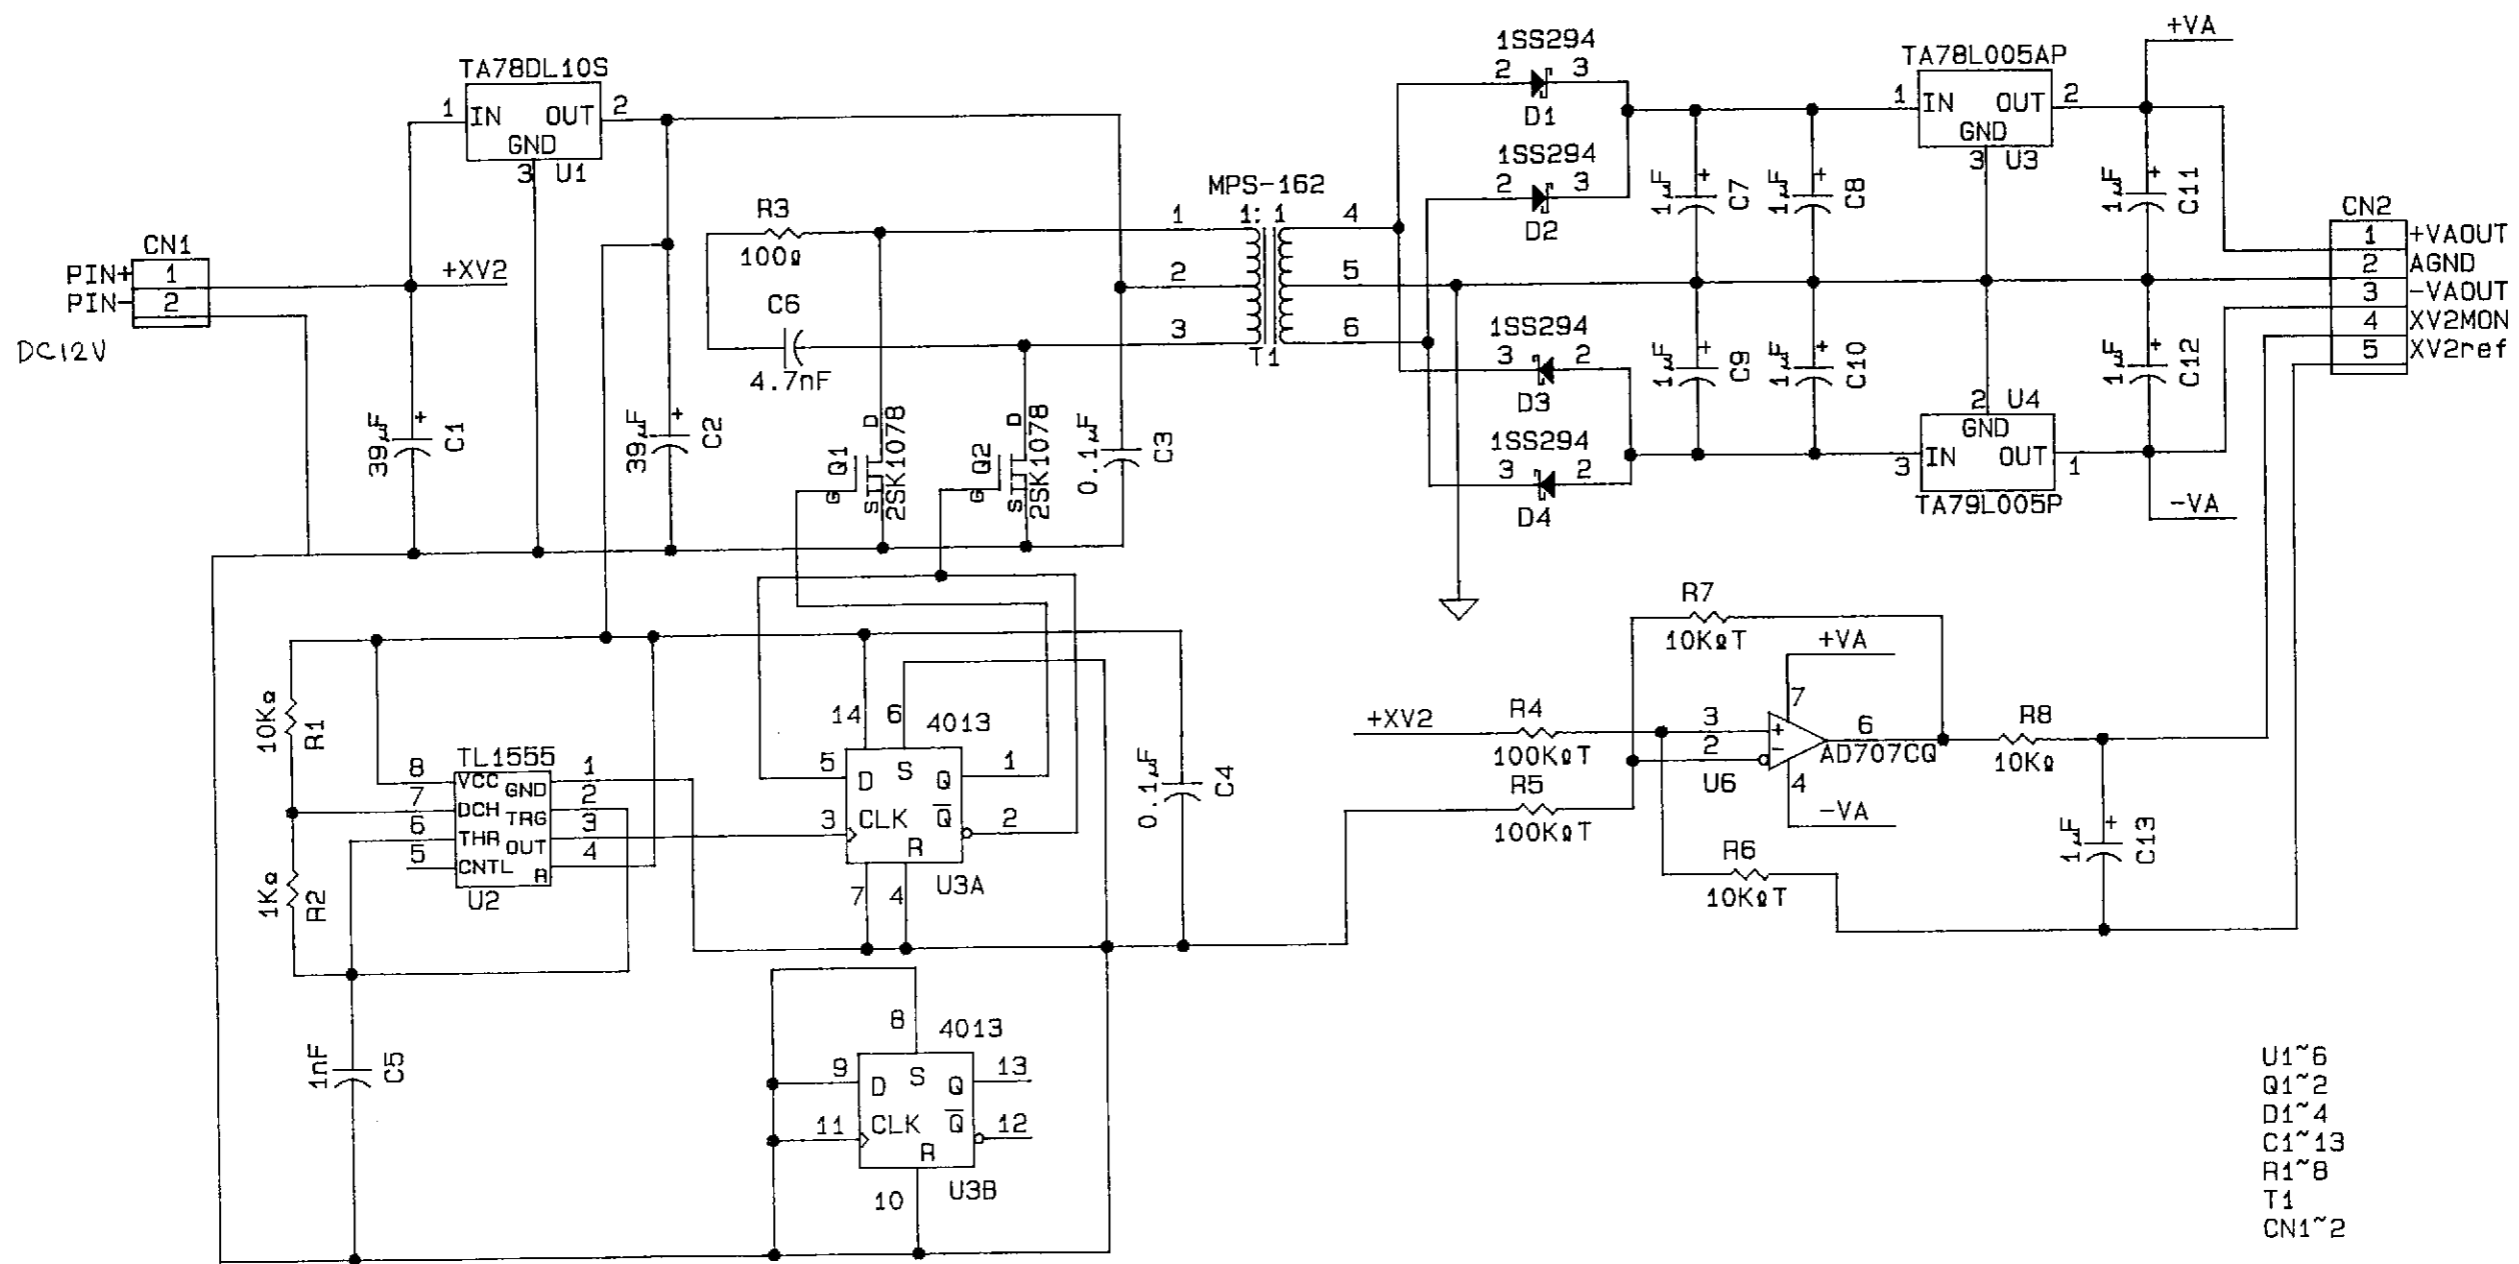 +VA
1SS294
2 3
D1
TA78L005AP
1 IN OUT 2
GND
3 U3
TA78DL10S
1 IN OUT 2
GND
3 U1
1SS294
2 3
D2
MPS-162
1:1
1 4
2 5
3 6
T1
R3
100Ω
C6
4.7nF
1μF + C7
1μF + C8
1μF + C11
CN1
PIN+ 1
PIN- 2
DC12V
+XV2
CN2
1 +VAOUT
2 AGND
3 -VAOUT
4 XV2MON
5 XV2ref
1SS294
3 2
D3
1SS294
3 2
D4
1μF + C9
1μF + C10
1μF + C12
2 U4
GND
3 IN OUT 1
TA79L005P
-VA
39μF + C1
39μF + C2
Q1 G D S 2SK1078
Q2 G D S 2SK1078
0.1μF C3
R7
10KΩT
+VA
7
+XV2
R4
100KΩT
3 +
2 -
6
AD707CQ
U6
4
-VA
R5
100KΩT
R6
10KΩT
R8
10KΩ
1μF + C13
10KΩ R1
1KΩ R2
TL1555
8 VCC GND 1
7 DCH TRG 2
6 THR OUT 3
5 CNTL R 4
U2
14 6 4013
5 D S Q 1
3 CLK Q 2
R
7 4 U3A
0.1μF C4
1nF C5
8 4013
9 D S Q 13
11 CLK Q 12
R
10 U3B
U1~6
Q1~2
D1~4
C1~13
R1~8
T1
CN1~2